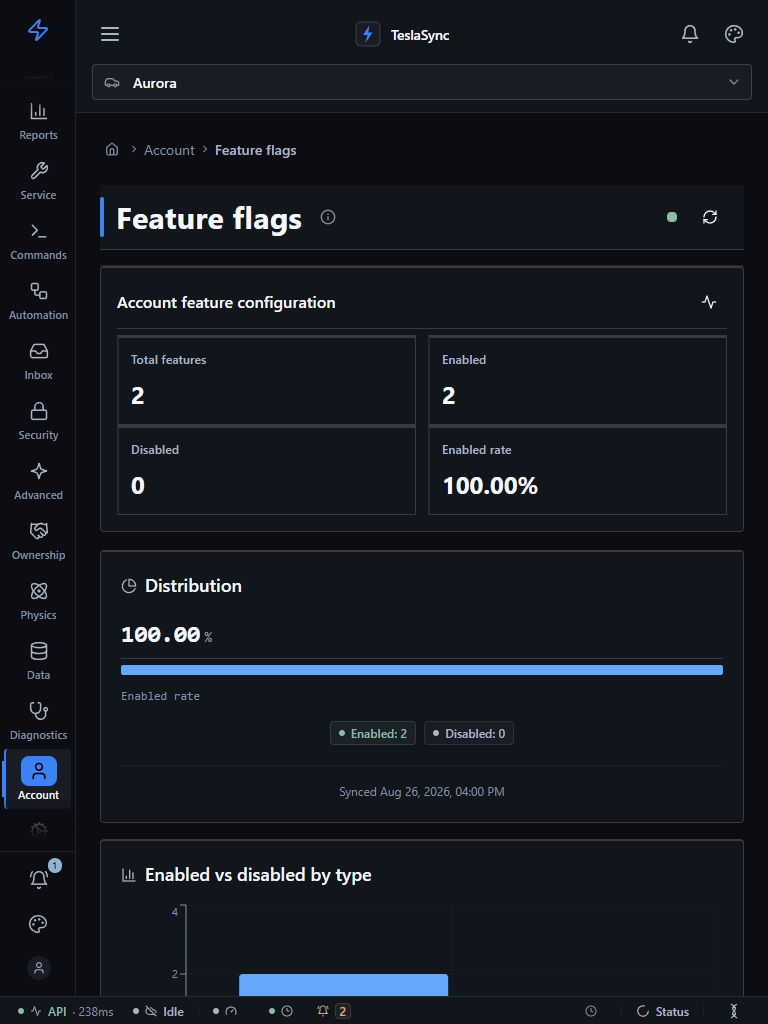 TeslaSync
Aurora
Reports
Service
Commands
Automation
Inbox
Security
Advanced
Ownership
Physics
Data
Diagnostics
Account
1
Account
Feature flags
Feature flags
Account feature configuration
Total features
2
Enabled
2
Disabled
0
Enabled rate
100.00%
Distribution
100.00 %
Enabled rate
Enabled: 2
Disabled: 0
Synced Aug 26, 2026, 04:00 PM
Enabled vs disabled by type
4
2
API · 238ms
Idle
2
Status